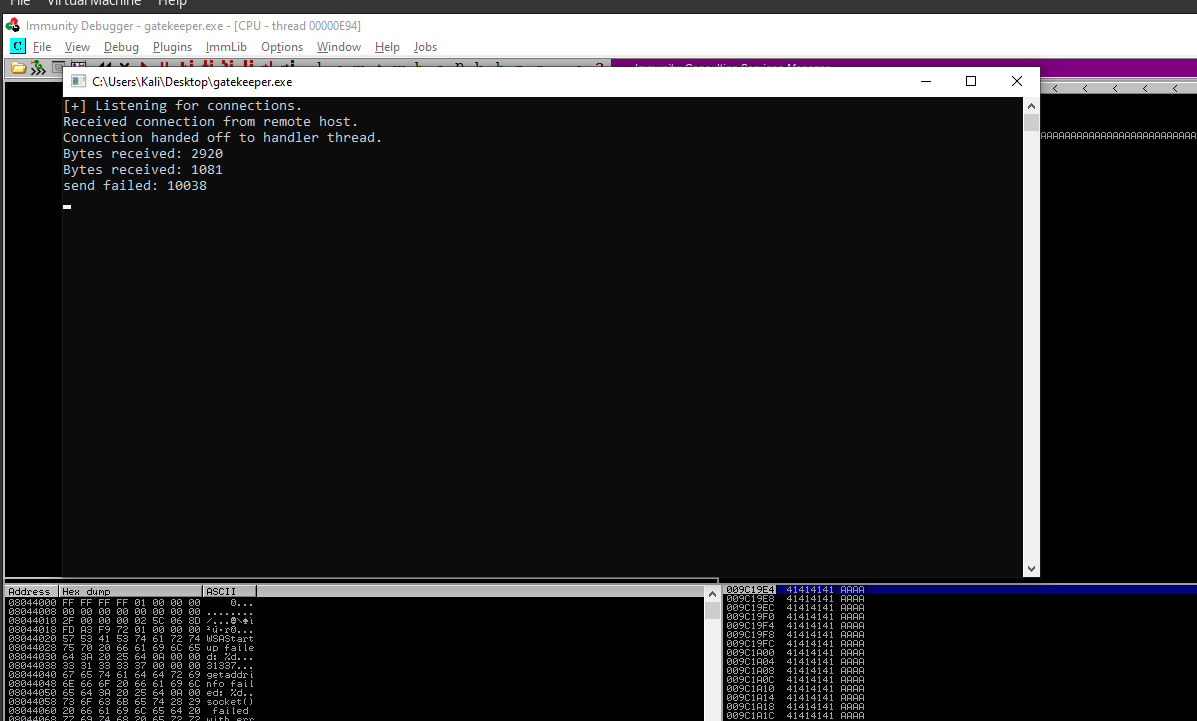 File Virtual Machine Help
Immunity Debugger - gatekeeper.exe - [CPU - thread 00000E94]
C File View Debug Plugins ImmLib Options Window Help Jobs
C:\Users\Kali\Desktop\gatekeeper.exe
[+] Listening for connections.
Received connection from remote host.
Connection handed off to handler thread.
Bytes received: 2920
Bytes received: 1081
send failed: 10038
Address Hex dump ASCII
08044000 FF FF FF FF 01 00 00 00
08044008 00 00 00 00 00 00 00 00 ........
08044010 2F 00 00 00 02 5C 06 8D
08044018 FD A3 F9 72 01 00 00 00
08044020 57 53 41 53 74 61 72 74 WSAStart
08044028 75 70 20 66 61 69 6C 65 up faile
08044030 64 3A 20 25 64 0A 00 00 d: %d...
08044038 33 31 33 33 37 00 00 00 31337...
08044040 67 65 74 61 64 64 72 69 getaddri
08044048 6E 66 6F 20 66 61 69 6C nfo fail
08044050 65 64 3A 20 25 64 0A 00 ed: %d..
08044058 73 6F 63 6B 65 74 28 29 socket()
08044060 20 66 61 69 6C 65 64 20 failed
08044068 77 69 74 68 20 65 72 72 with err
009C19E4 41414141 AAAA
009C19E8 41414141 AAAA
009C19EC 41414141 AAAA
009C19F0 41414141 AAAA
009C19F4 41414141 AAAA
009C19F8 41414141 AAAA
009C19FC 41414141 AAAA
009C1A00 41414141 AAAA
009C1A04 41414141 AAAA
009C1A08 41414141 AAAA
009C1A0C 41414141 AAAA
009C1A10 41414141 AAAA
009C1A14 41414141 AAAA
009C1A18 41414141 AAAA
009C1A1C 41414141 AAAA